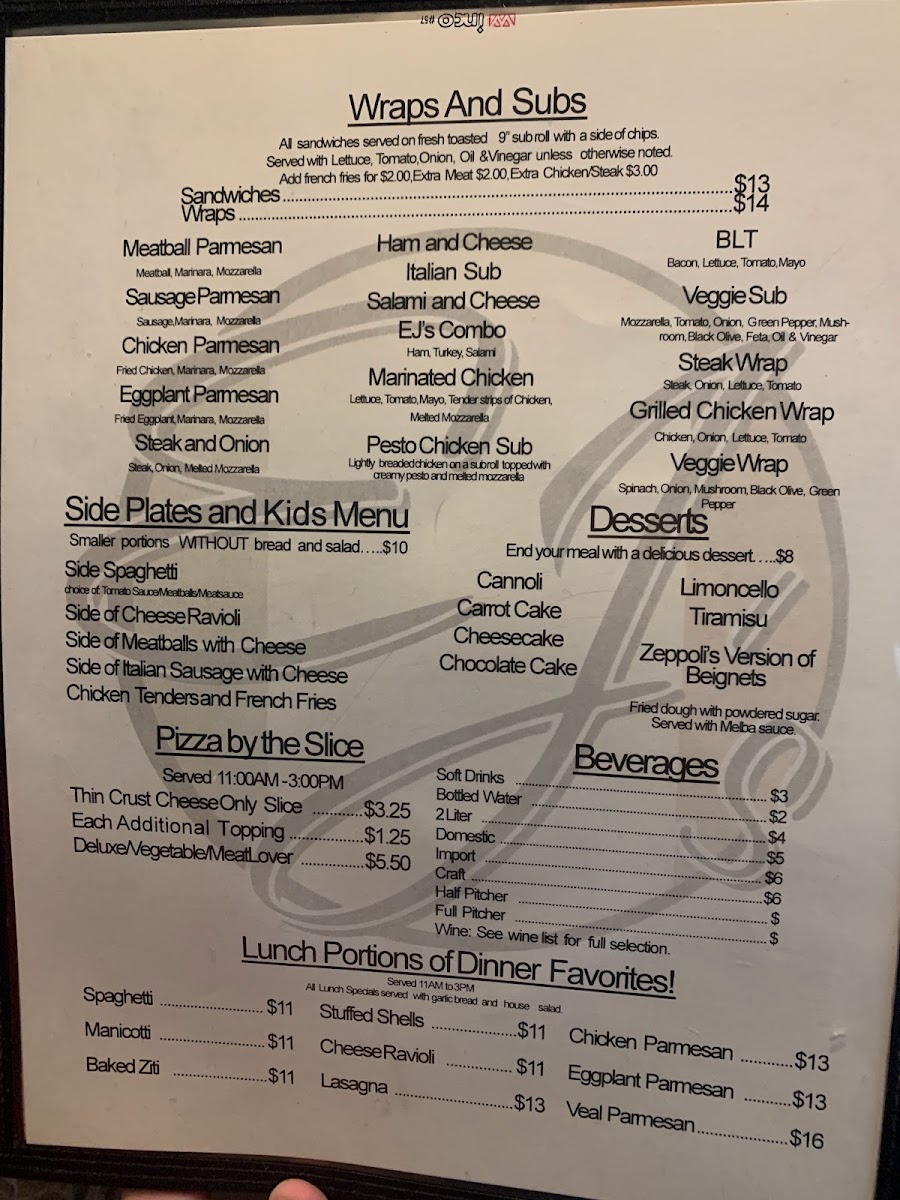 Wraps And Subs
All sandwiches served on fresh toasted 9" sub roll with a side of chips.
Served with Lettuce, Tomato,Onion, Oil &Vinegar unless otherwise noted.
Add french fries for $2.00,Extra Meat $2.00,Extra Chicken/Steak $3.00
Sandwiches ........ $13
Wraps ........ $14
Meatball Parmesan
Meatball, Marinara, Mozzarella
Sausage Parmesan
Sausage,Marinara, Mozzarella
Chicken Parmesan
Fried Chicken, Marinara, Mozzarella
Eggplant Parmesan
Fried Eggplant,Marinara, Mozzarella
Steak and Onion
Steak, Onion, Melted Mozzarella
Ham and Cheese
Italian Sub
Salami and Cheese
EJ's Combo
Ham, Turkey, Salami
Marinated Chicken
Lettuce, Tomato,Mayo, Tender strips of Chicken,
Melted Mozzarella
Pesto Chicken Sub
Lightly breaded chicken on a sub roll topped with
creamy pesto and melted mozzarella
BLT
Bacon, Lettuce, Tomato,Mayo
Veggie Sub
Mozzarella, Tomato, Onion, Green Pepper, Mush-
room, Black Olive, Feta, Oil & Vinegar
Steak Wrap
Steak, Onion, Lettuce, Tomato
Grilled Chicken Wrap
Chicken, Onion, Lettuce, Tomato
Veggie Wrap
Spinach, Onion, Mushroom, Black Olive, Green
Pepper
Side Plates and Kids Menu
Smaller portions WITHOUT bread and salad.....$10
Side Spaghetti
choice of: Tomato Sauce/Meatballs/Meatsauce
Side of Cheese Ravioli
Side of Meatballs with Cheese
Side of Italian Sausage with Cheese
Chicken Tenders and French Fries
Desserts
End your meal with a delicious dessert.....$8
Cannoli
Carrot Cake
Cheesecake
Chocolate Cake
Limoncello
Tiramisu
Zeppoli's Version of
Beignets
Fried dough with powdered sugar.
Served with Melba sauce.
Pizza by the Slice
Served 11:00AM -3:00PM
Thin Crust Cheese Only Slice ........ $3.25
Each Additional Topping ........ $1.25
Deluxe/Vegetable/MeatLover ........ $5.50
Beverages
Soft Drinks ........ $3
Bottled Water ........ $2
2 Liter ........ $4
Domestic ........ $5
Import ........ $6
Craft ........ $6
Half Pitcher ........ $
Full Pitcher ........ $
Wine: See wine list for full selection.
Lunch Portions of Dinner Favorites!
Served 11AM to 3PM
All Lunch Specials served with garlic bread and house salad.
Spaghetti ........ $11
Manicotti ........ $11
Baked Ziti ........ $11
Stuffed Shells ........ $11
Cheese Ravioli ........ $11
Lasagna ........ $13
Chicken Parmesan ........ $13
Eggplant Parmesan ........ $13
Veal Parmesan ........ $16